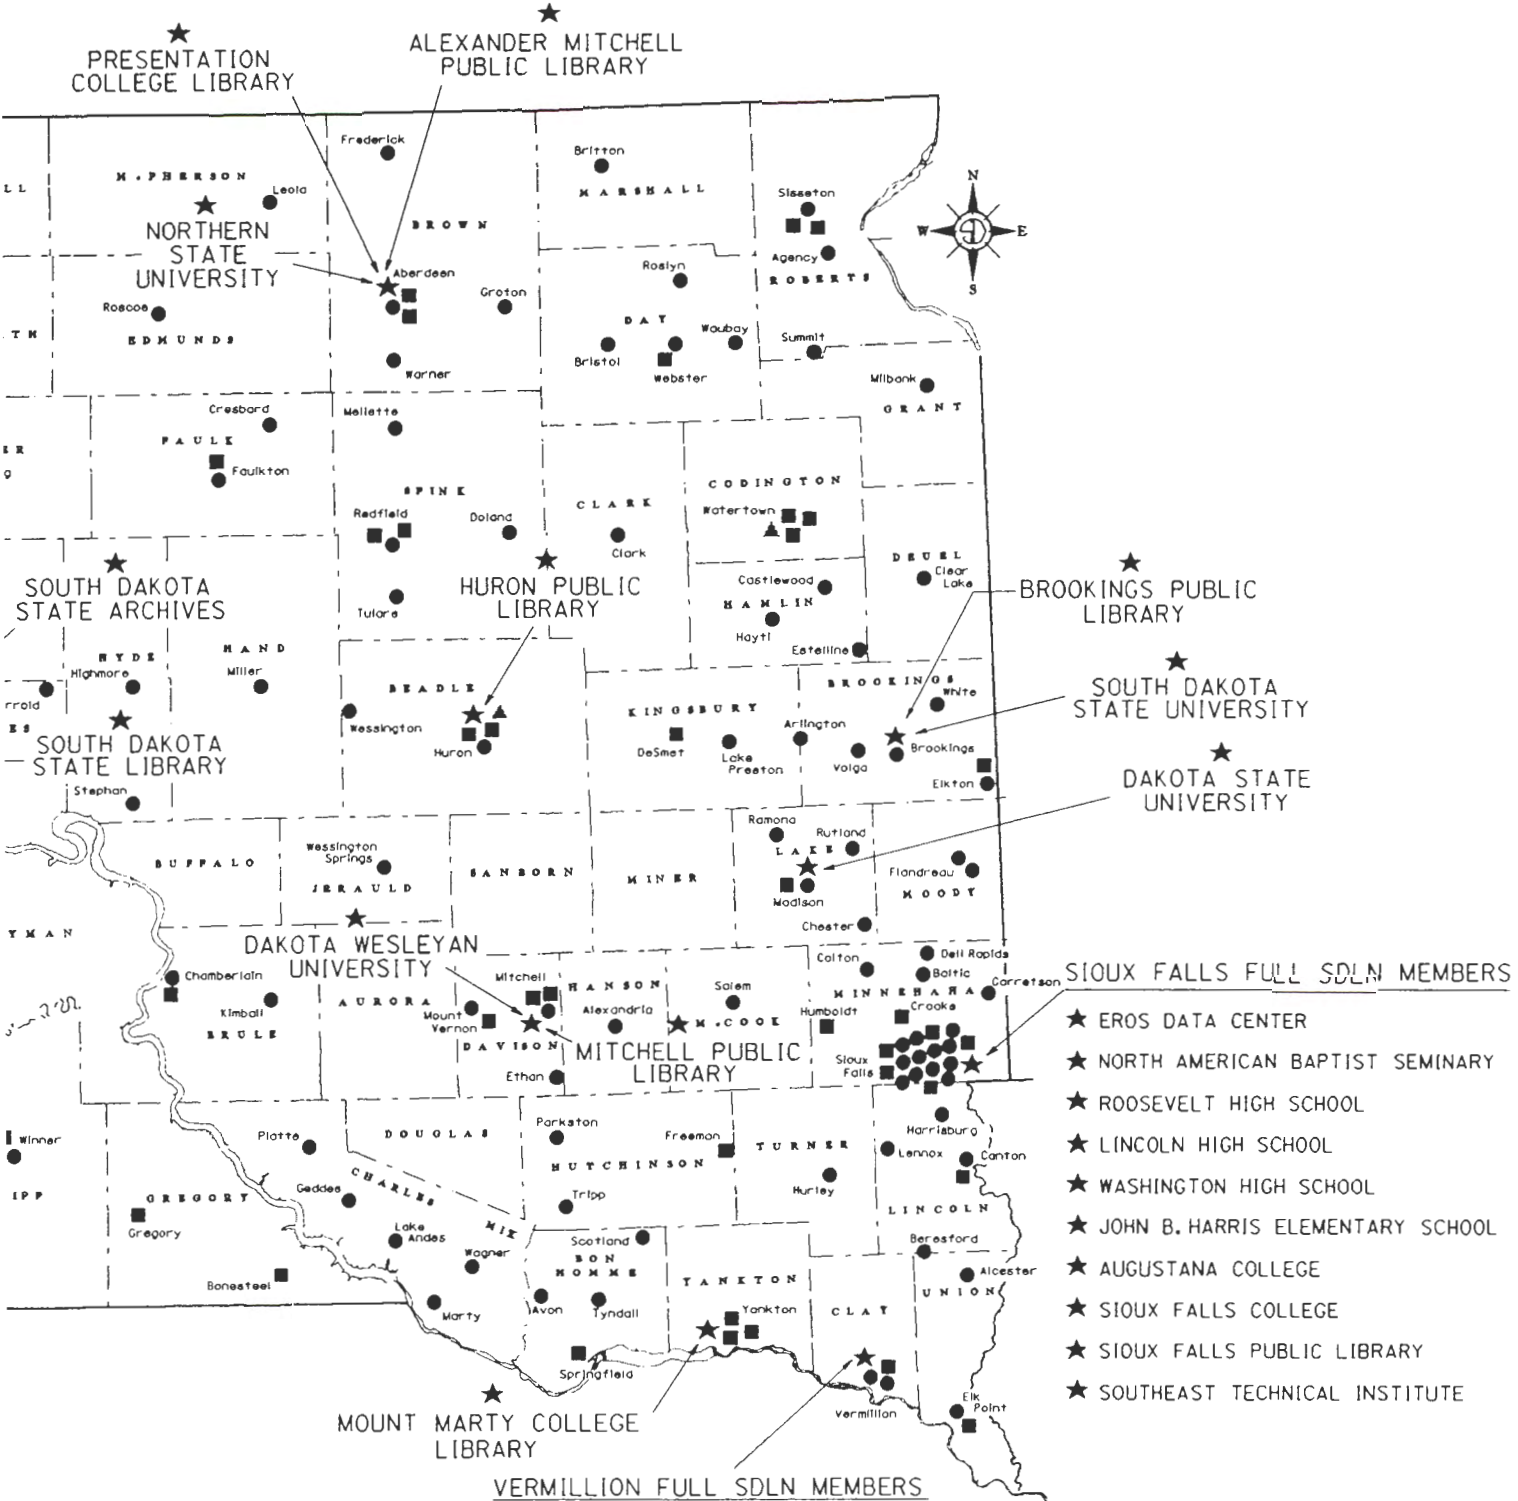 PRESENTATION
COLLEGE LIBRARY
ALEXANDER MITCHELL
PUBLIC LIBRARY
Frederick
Britton
LL
McPHERSON
Leola
MARSHALL
Sisseton
N
W
E
S
NORTHERN
STATE
UNIVERSITY
BROWN
Agency
ROBERTS
Aberdeen
Roslyn
Groton
Roscoe
EDMUNDS
TH
DAY
Waubay
Bristol
Webster
Summit
Warner
Milbank
GRANT
Cresbard
Mellette
FAULK
ER
Faulkton
SPINK
CLARK
CODINGTON
Redfield
Doland
Watertown
Clark
DEUEL
Clear
Lake
SOUTH DAKOTA
STATE ARCHIVES
HURON PUBLIC
LIBRARY
Castlewood
HAMLIN
BROOKINGS PUBLIC
LIBRARY
Tulare
Hayti
Estelline
HYDE
Highmore
HAND
Miller
BEADLE
BROOKINGS
White
SOUTH DAKOTA
STATE UNIVERSITY
rrold
ES
Wessington
Huron
KINGSBURY
DeSmet
Lake
Preston
Arlington
Volga
Brookings
Elkton
SOUTH DAKOTA
STATE LIBRARY
Stephan
DAKOTA STATE
UNIVERSITY
Ramona
Rutland
LAKE
BUFFALO
Wessington
Springs
JERAULD
SANBORN
MINER
Madison
Flandreau
MOODY
Chester
YMAN
DAKOTA WESLEYAN
UNIVERSITY
Chamberlain
Kimball
BRULE
AURORA
Mitchell
Mount
Vernon
DAVISON
Ethan
HANSON
Alexandria
Salem
McCOOK
MITCHELL PUBLIC
LIBRARY
Colton
Dell Rapids
Baltic
MINNEHAHA
Garretson
Humboldt
Crooks
Sioux
Falls
SIOUX FALLS FULL SDLN MEMBERS
EROS DATA CENTER
NORTH AMERICAN BAPTIST SEMINARY
ROOSEVELT HIGH SCHOOL
LINCOLN HIGH SCHOOL
WASHINGTON HIGH SCHOOL
JOHN B. HARRIS ELEMENTARY SCHOOL
AUGUSTANA COLLEGE
SIOUX FALLS COLLEGE
SIOUX FALLS PUBLIC LIBRARY
SOUTHEAST TECHNICAL INSTITUTE
Winner
IPP
Platte
DOUGLAS
Parkston
Freeman
HUTCHINSON
TURNER
Harrisburg
Lennox
Canton
GREGORY
Gregory
Geddes
CHARLES
MIX
Tripp
Hurley
LINCOLN
Lake
Andes
Wagner
Scotland
BON
HOMME
Beresford
Bonesteel
Marty
Avon
Tyndall
YANKTON
Yankton
CLAY
Alcester
UNION
Springfield
Vermillion
Elk
Point
MOUNT MARTY COLLEGE
LIBRARY
VERMILLION FULL SDLN MEMBERS